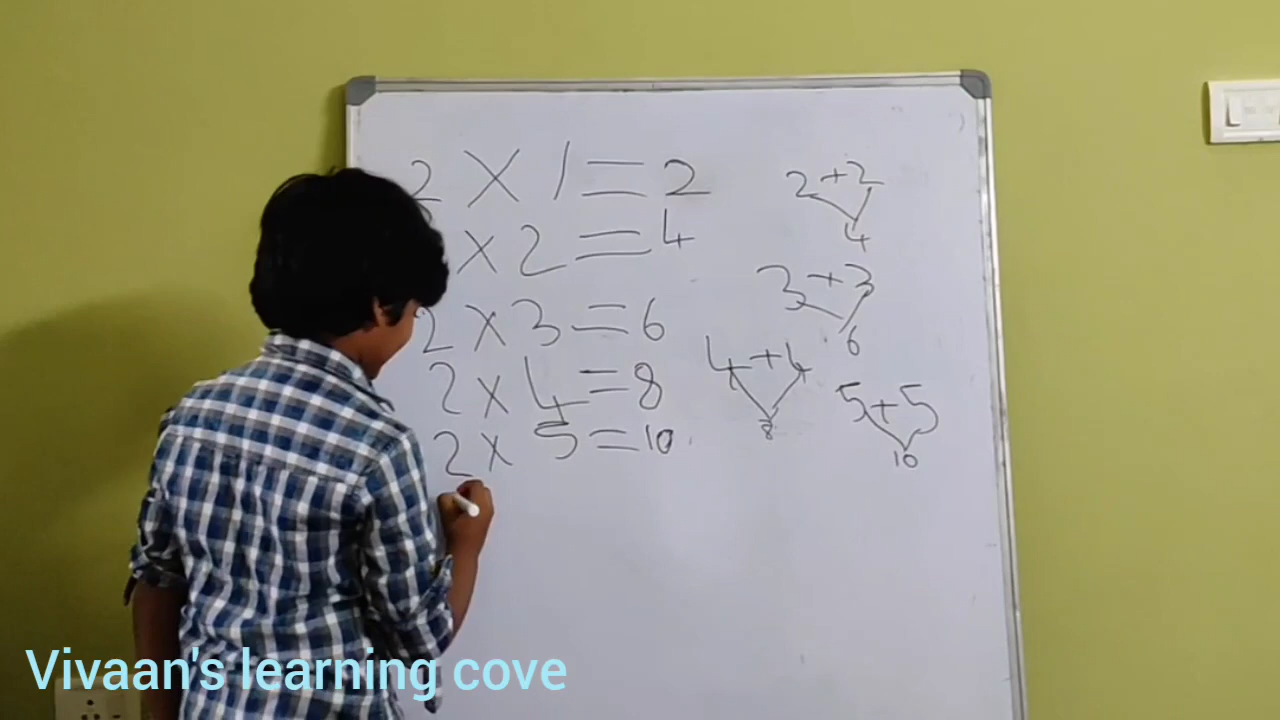 2 X 1 = 2
X 2 = 4
2 X 3 = 6
2 X 4 = 8
2 X 5 = 10
2 + 2
4
3 + 3
6
4 + 4
8
5 + 5
10
Vivaan's learning cove